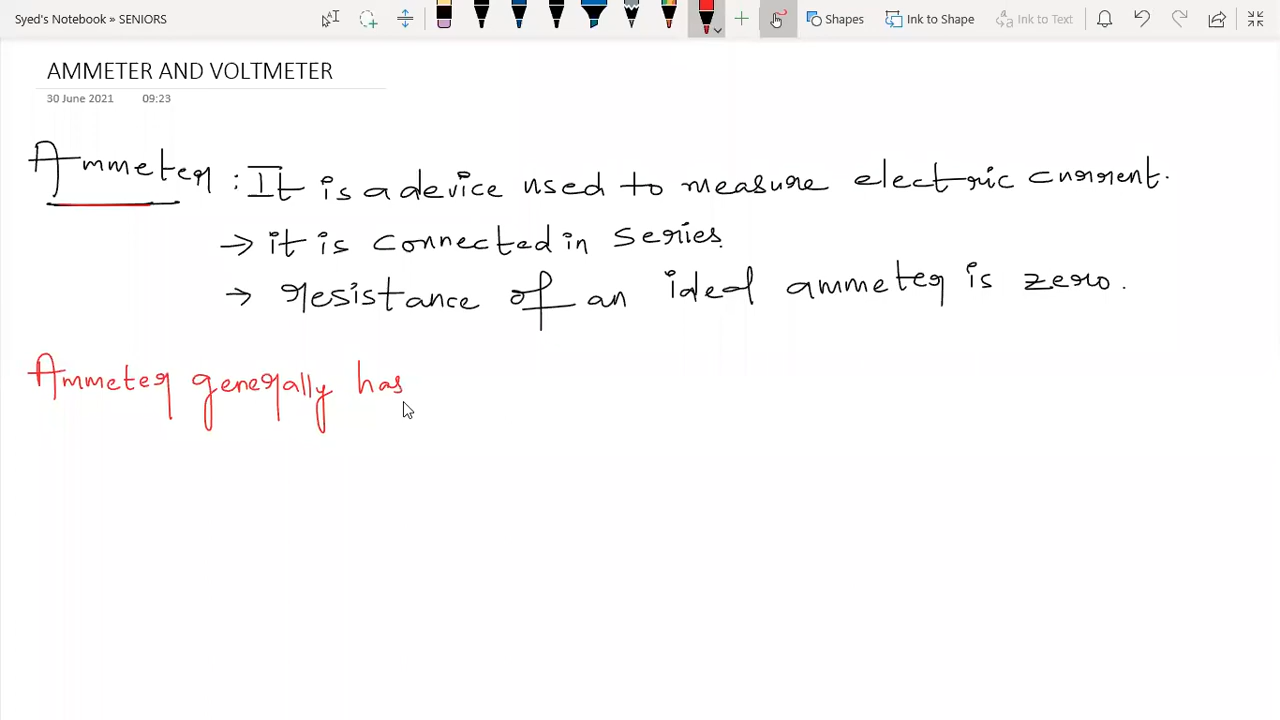 Syed's Notebook » SENIORS
Shapes
Ink to Shape
Ink to Text
AMMETER AND VOLTMETER
30 June 2021 09:23
Ammeter : It is a device used to measure electric current.
→ it is connected in series.
→ resistance of an ideal ammeter is zero.
Ammeter generally has